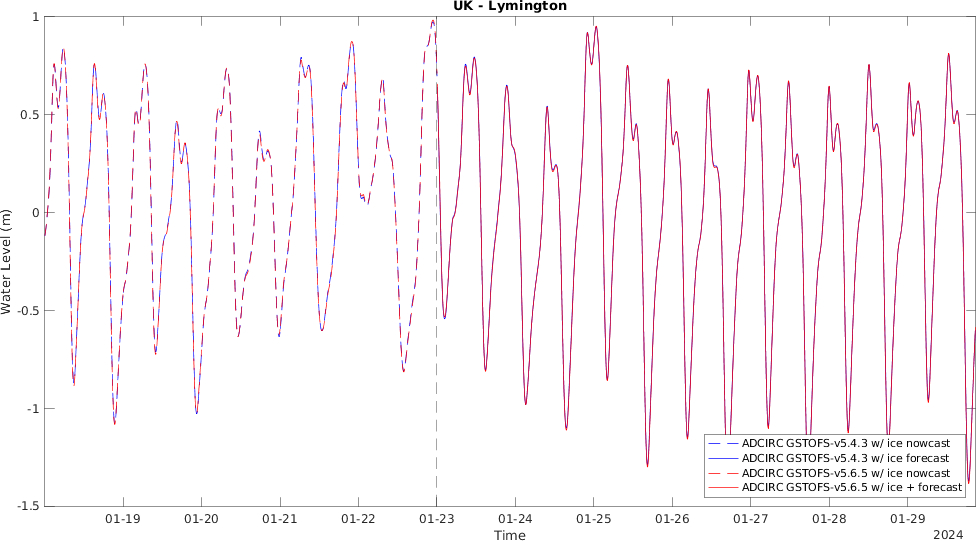 UK - Lymington
1
0.5
0
-0.5
-1
-1.5
Water Level (m)
ADCIRC GSTOFS-v5.4.3 w/ ice nowcast
ADCIRC GSTOFS-v5.4.3 w/ ice forecast
ADCIRC GSTOFS-v5.6.5 w/ ice nowcast
ADCIRC GSTOFS-v5.6.5 w/ ice + forecast
01-19 01-20 01-21 01-22 01-23 01-24 01-25 01-26 01-27 01-28 01-29
Time
2024